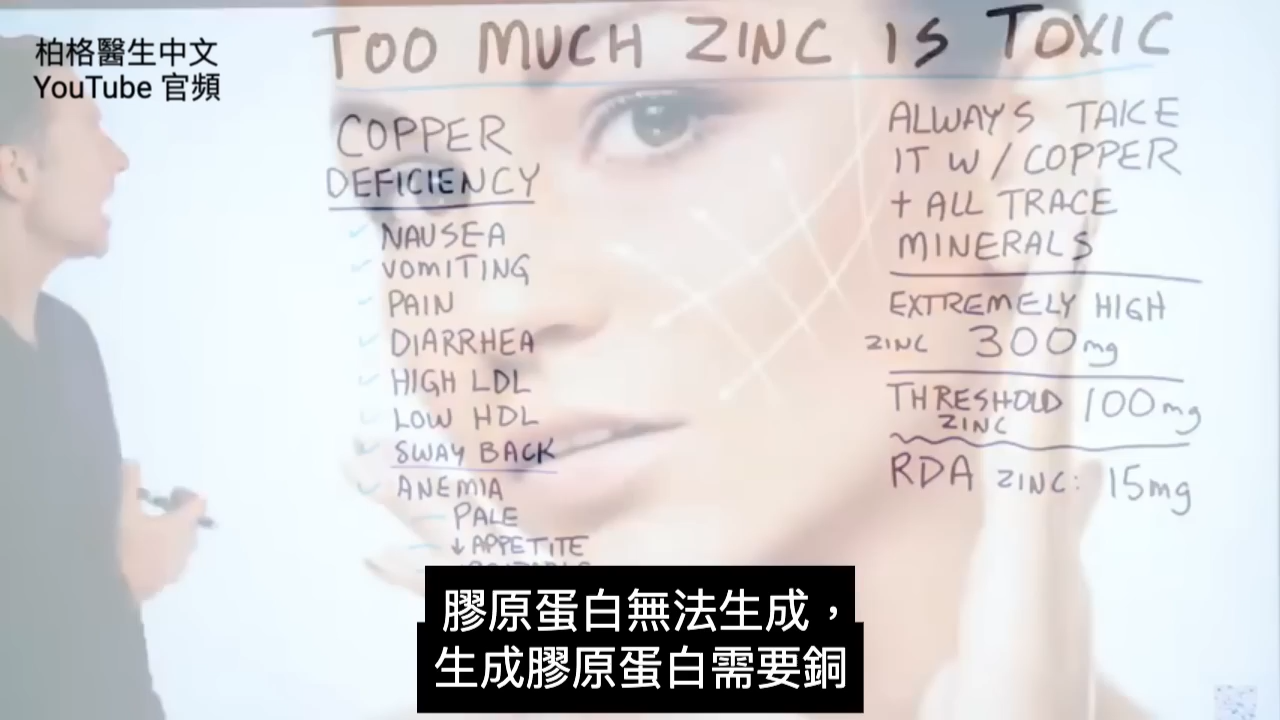 柏格醫生中文
YouTube 官頻
TOO MUCH ZINC IS TOXIC
COPPER
DEFICIENCY
NAUSEA
VOMITING
PAIN
DIARRHEA
HIGH LDL
LOW HDL
SWAY BACK
ANEMIA
PALE
↓ APPETITE
ALWAYS TAKE
IT W/ COPPER
+ ALL TRACE
MINERALS
EXTREMELY HIGH
ZINC 300mg
THRESHOLD 100mg
ZINC
RDA ZINC: 15mg
膠原蛋白無法生成，
生成膠原蛋白需要銅